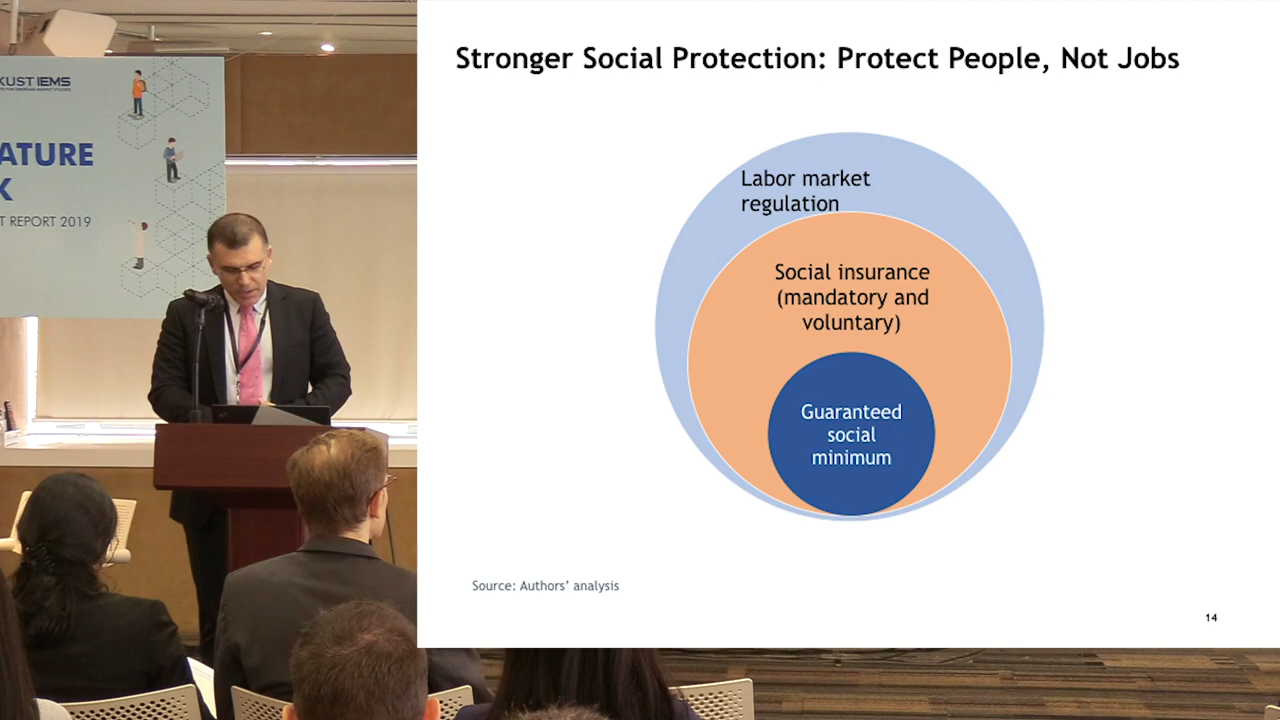 KUST IEMS
ATURE
K
T REPORT 2019
Stronger Social Protection: Protect People, Not Jobs
Labor market
regulation
Social insurance
(mandatory and
voluntary)
Guaranteed
social
minimum
Source: Authors’ analysis
14